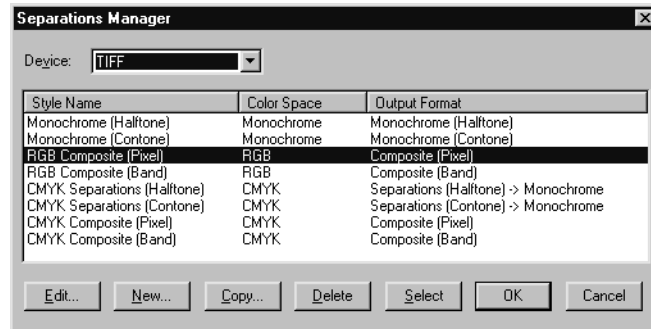 Separations Manager
Device: TIFF
Style Name Color Space Output Format
Monochrome (Halftone) Monochrome Monochrome (Halftone)
Monochrome (Contone) Monochrome Monochrome (Contone)
RGB Composite (Pixel) RGB Composite (Pixel)
RGB Composite (Band) RGB Composite (Band)
CMYK Separations (Halftone) CMYK Separations (Halftone) -> Monochrome
CMYK Separations (Contone) CMYK Separations (Contone) -> Monochrome
CMYK Composite (Pixel) CMYK Composite (Pixel)
CMYK Composite (Band) CMYK Composite (Band)
Edit... New... Copy... Delete Select OK Cancel